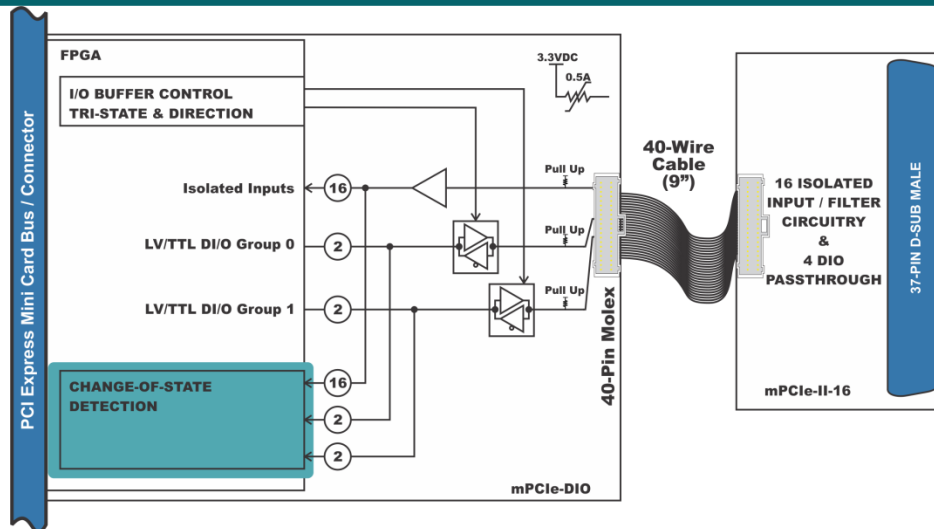 PCI Express Mini Card Bus / Connector
FPGA
I/O BUFFER CONTROL
TRI-STATE & DIRECTION
3.3VDC
0.5A
Isolated Inputs
16
Pull Up
LV/TTL DI/O Group 0
2
Pull Up
LV/TTL DI/O Group 1
2
Pull Up
CHANGE-OF-STATE
DETECTION
16
2
2
mPCIe-DIO
40-Pin Molex
40-Wire
Cable
(9”)
16 ISOLATED
INPUT / FILTER
CIRCUITRY
&
4 DIO
PASSTHROUGH
mPCIe-II-16
37-PIN D-SUB MALE